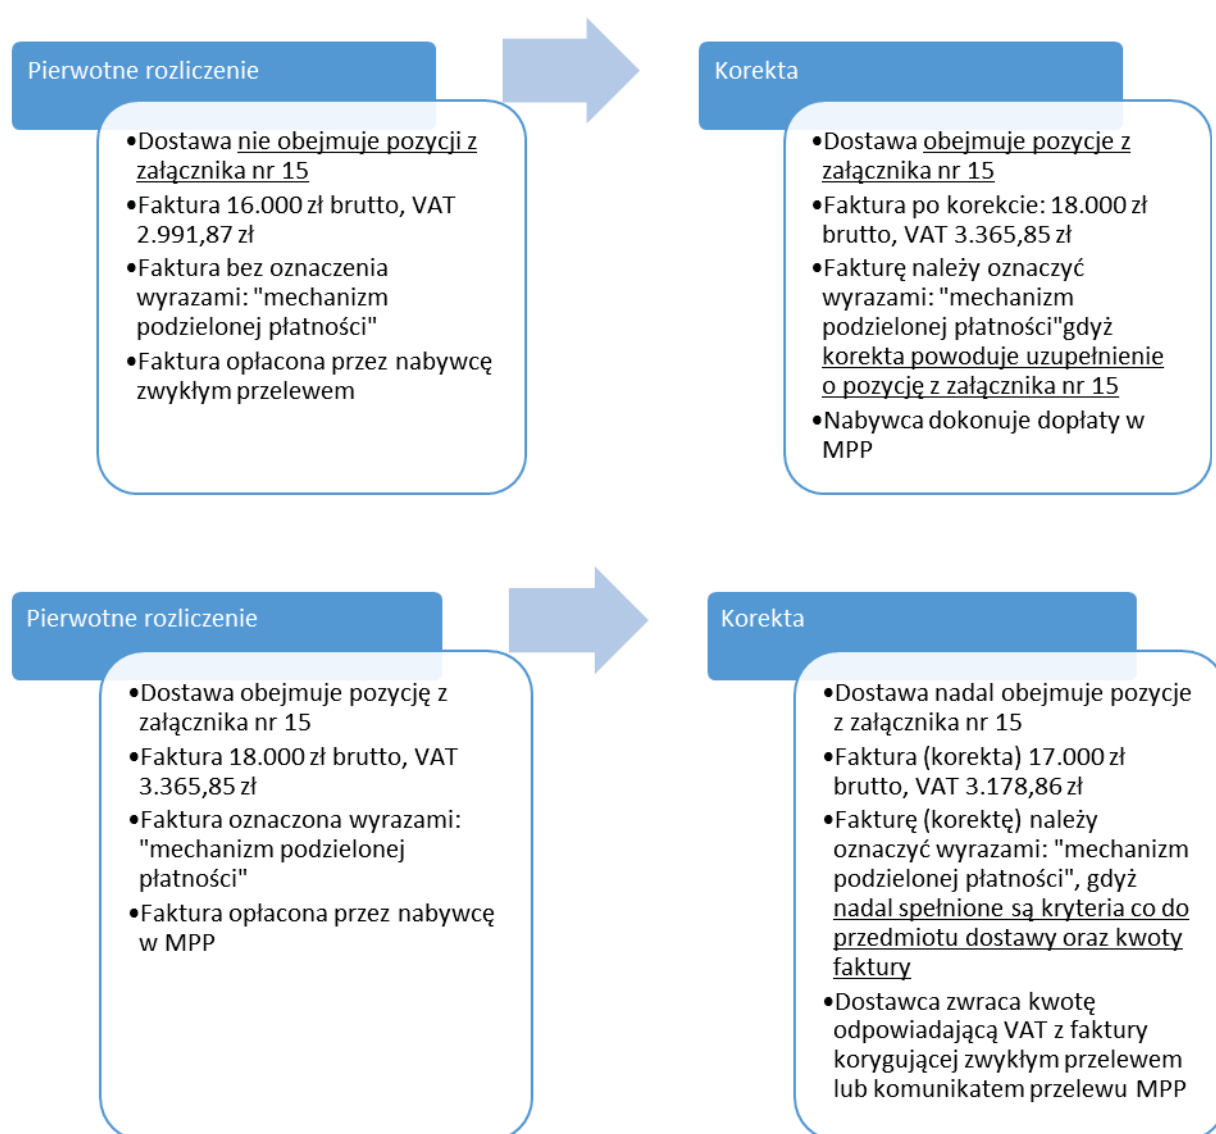 Pierwotne rozliczenie
•Dostawa nie obejmuje pozycji z
załącznika nr 15
•Faktura 16.000 zł brutto, VAT
2.991,87 zł
•Faktura bez oznaczenia
wyrazami: "mechanizm
podzielonej płatności"
•Faktura opłacona przez nabywcę
zwykłym przelewem
Korekta
•Dostawa obejmuje pozycje z
załącznika nr 15
•Faktura po korekcie: 18.000 zł
brutto, VAT 3.365,85 zł
•Fakturę należy oznaczyć
wyrazami: "mechanizm
podzielonej płatności"gdyż
korekta powoduje uzupełnienie
o pozycję z załącznika nr 15
•Nabywca dokonuje dopłaty w
MPP
Pierwotne rozliczenie
•Dostawa obejmuje pozycję z
załącznika nr 15
•Faktura 18.000 zł brutto, VAT
3.365,85 zł
•Faktura oznaczona wyrazami:
"mechanizm podzielonej
płatności"
•Faktura opłacona przez nabywcę
w MPP
Korekta
•Dostawa nadal obejmuje pozycje
z załącznika nr 15
•Faktura (korekta) 17.000 zł
brutto, VAT 3.178,86 zł
•Fakturę (korektę) należy
oznaczyć wyrazami: "mechanizm
podzielonej płatności", gdyż
nadal spełnione są kryteria co do
przedmiotu dostawy oraz kwoty
faktury
•Dostawca zwraca kwotę
odpowiadającą VAT z faktury
korygującej zwykłym przelewem
lub komunikatem przelewu MPP